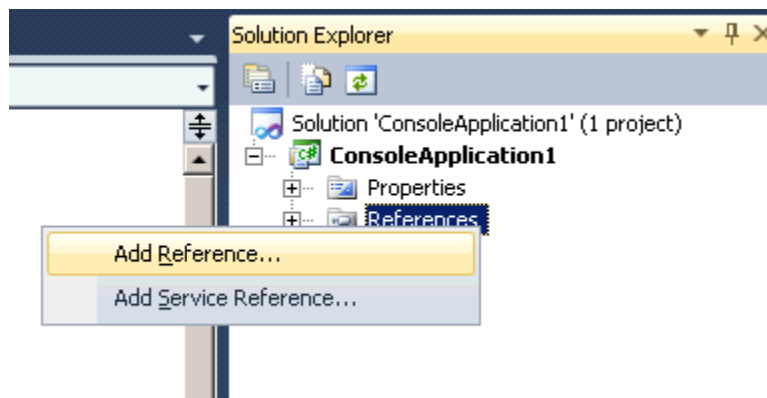 Solution Explorer
Solution 'ConsoleApplication1' (1 project)
C#
ConsoleApplication1
Properties
References
Add Reference...
Add Service Reference...